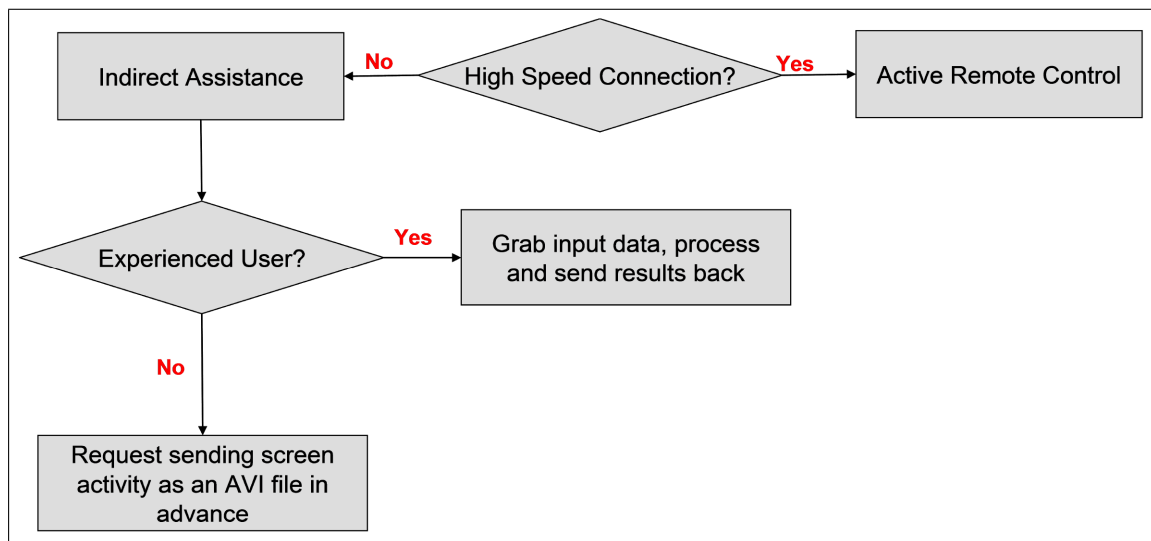 Indirect Assistance
No
High Speed Connection?
Yes
Active Remote Control
Experienced User?
Yes
Grab input data, process
and send results back
No
Request sending screen
activity as an AVI file in
advance